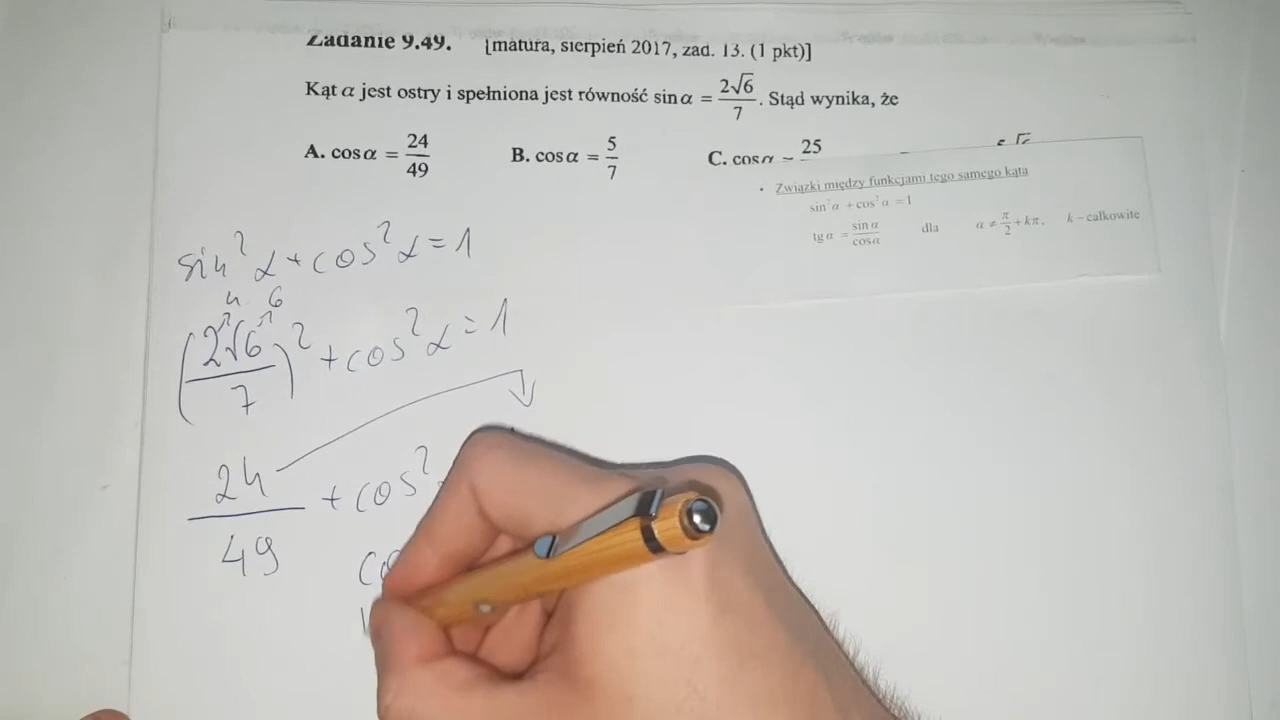 Zadanie 9.49. [matura, sierpień 2017, zad. 13. (1 pkt)]
Kąt α jest ostry i spełniona jest równość sin α = 2√6/7. Stąd wynika, że
A. cos α = 24/49 B. cos α = 5/7 C. cos α = 25
• Związki między funkcjami tego samego kąta
sin²α + cos²α = 1
tg α = sin α/cos α dla α ≠ π/2 + kπ, k – całkowite
sin²α + cos²α = 1
4 6
(2√6/7)² + cos²α = 1
24/49 + cos²